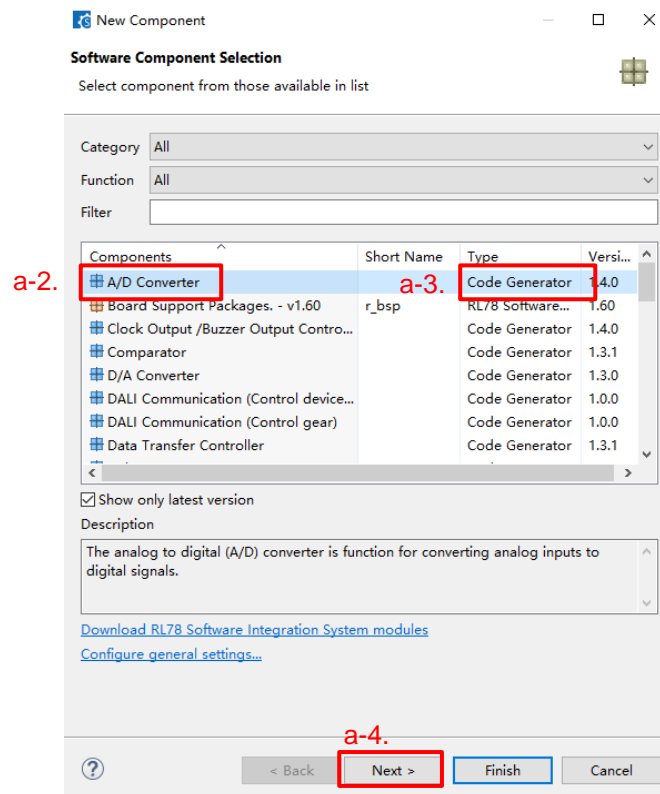 New Component
Software Component Selection
Select component from those available in list
Category All
Function All
Filter
Components Short Name Type Versi...
a-2. A/D Converter a-3. Code Generator 1.4.0
Board Support Packages. - v1.60 r_bsp RL78 Software... 1.60
Clock Output /Buzzer Output Contro... Code Generator 1.4.0
Comparator Code Generator 1.3.1
D/A Converter Code Generator 1.3.0
DALI Communication (Control device... Code Generator 1.0.0
DALI Communication (Control gear) Code Generator 1.0.0
Data Transfer Controller Code Generator 1.3.1
Show only latest version
Description
The analog to digital (A/D) converter is function for converting analog inputs to
digital signals.
Download RL78 Software Integration System modules
Configure general settings...
a-4.
? < Back Next > Finish Cancel